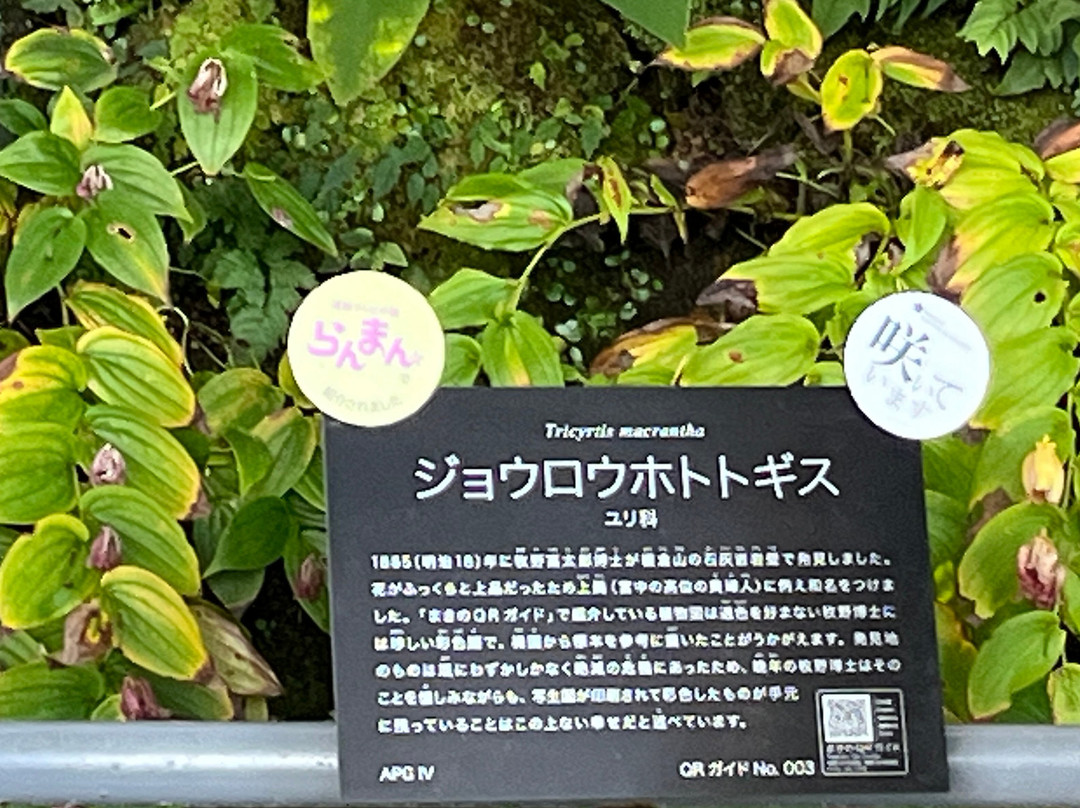 らんまん
で
紹介されました
咲いて
います
Tricyrtis macrantha
ジョウロウホトトギス
ユリ科
1885(明治18)年に牧野富太郎博士が横倉山の石灰岩岩壁で発見しました。
花がふっくらと上品だったため上臈(宮中の高位の貴婦人)に例え和名をつけま
した。「まきのQRガイド」で紹介している植物図は着色を好まない牧野博士に
は珍しい彩色図で、から標本を参考に描いたことがうかがえます。発見地
のものは崖にわずかしかなく絶滅の危機にあったため、晩年の牧野博士はその
ことを惜しみながらも、写生図が印刷されて彩色したものが手元
に残っていることはこの上ない幸せだと述べています。
APG IV
QRガイド No. 003